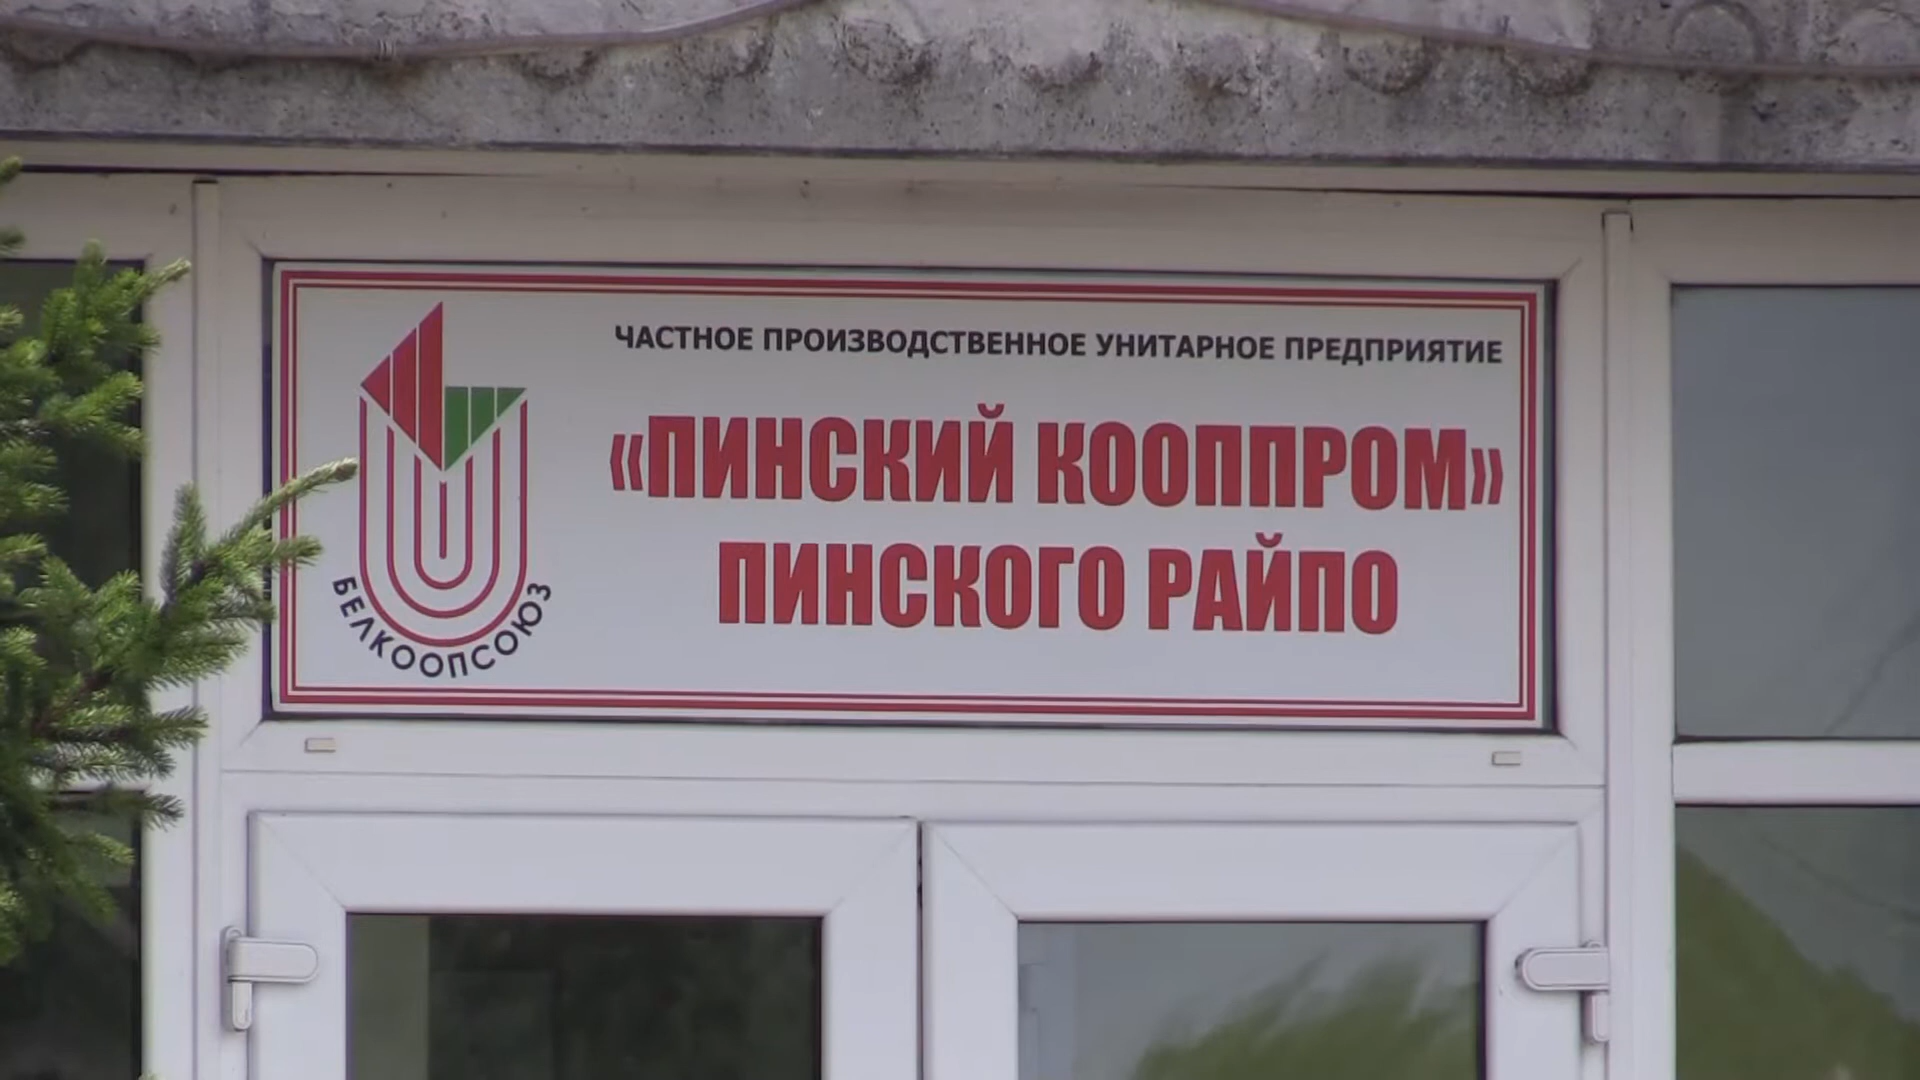 ЧАСТНОЕ ПРОИЗВОДСТВЕННОЕ УНИТАРНОЕ ПРЕДПРИЯТИЕ
«ПИНСКИЙ КООППРОМ»
ПИНСКОГО РАЙПО
БЕЛКООПСОЮЗ